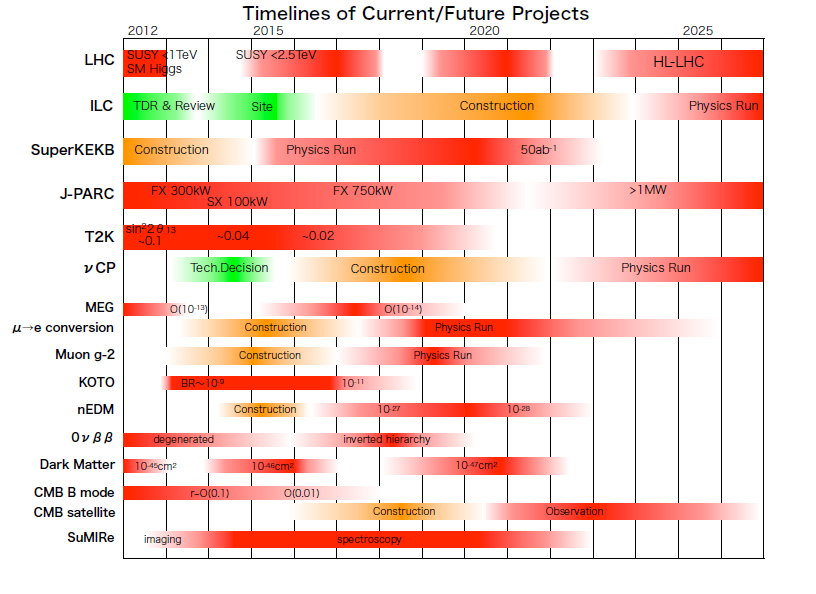 Timelines of Current/Future Projects
2012 2015 2020 2025
LHC SUSY <1TeV SUSY <2.5TeV HL-LHC
SM Higgs
ILC TDR & Review Site Construction Physics Run
SuperKEKB Construction Physics Run 50ab-1
J-PARC FX 300kW FX 750kW >1MW
SX 100kW
T2K sin²2θ13 ~0.04 ~0.02
~0.1
νCP Tech.Decision Construction Physics Run
MEG O(10-13) O(10-14)
μ→e conversion Construction Physics Run
Muon g-2 Construction Physics Run
KOTO BR~10-9 10-11
nEDM Construction 10-27 10-28
0νββ degenerated inverted hierarchy
Dark Matter 10-45cm2 10-46cm2 10-47cm2
CMB B mode r~O(0.1) O(0.01)
CMB satellite Construction Observation
SuMIRe imaging spectroscopy